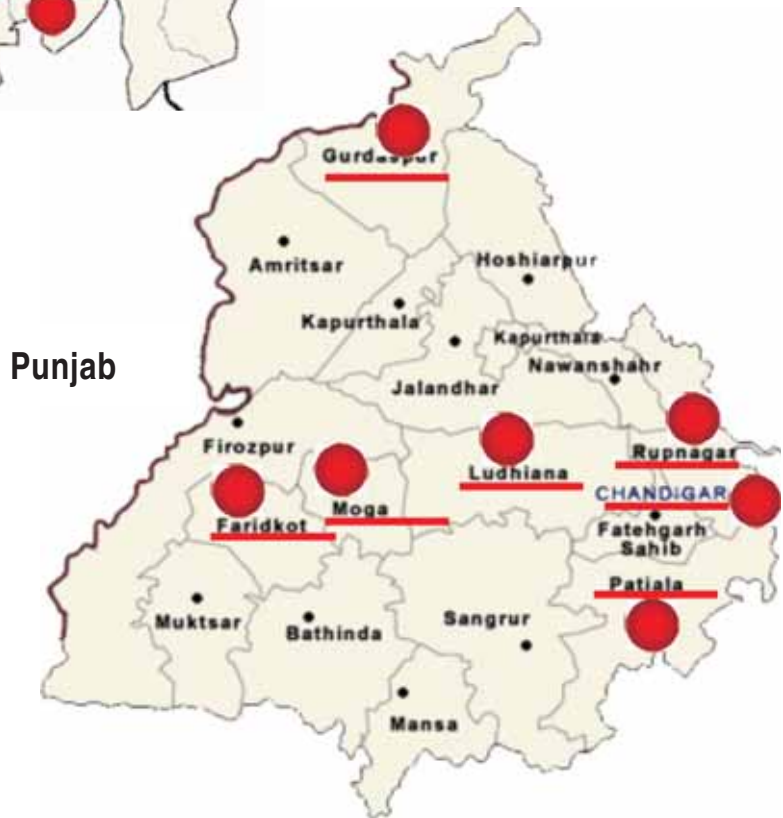 Gurdaspur
Amritsar
Hoshiarpur
Kapurthala
Kapurthala
Nawanshahr
Punjab
Jalandhar
Firozpur
Rupnagar
Ludhiana
CHANDIGAR
Moga
Faridkot
Fatehgarh
Sahib
Patiala
Muktsar
Bathinda
Sangrur
Mansa